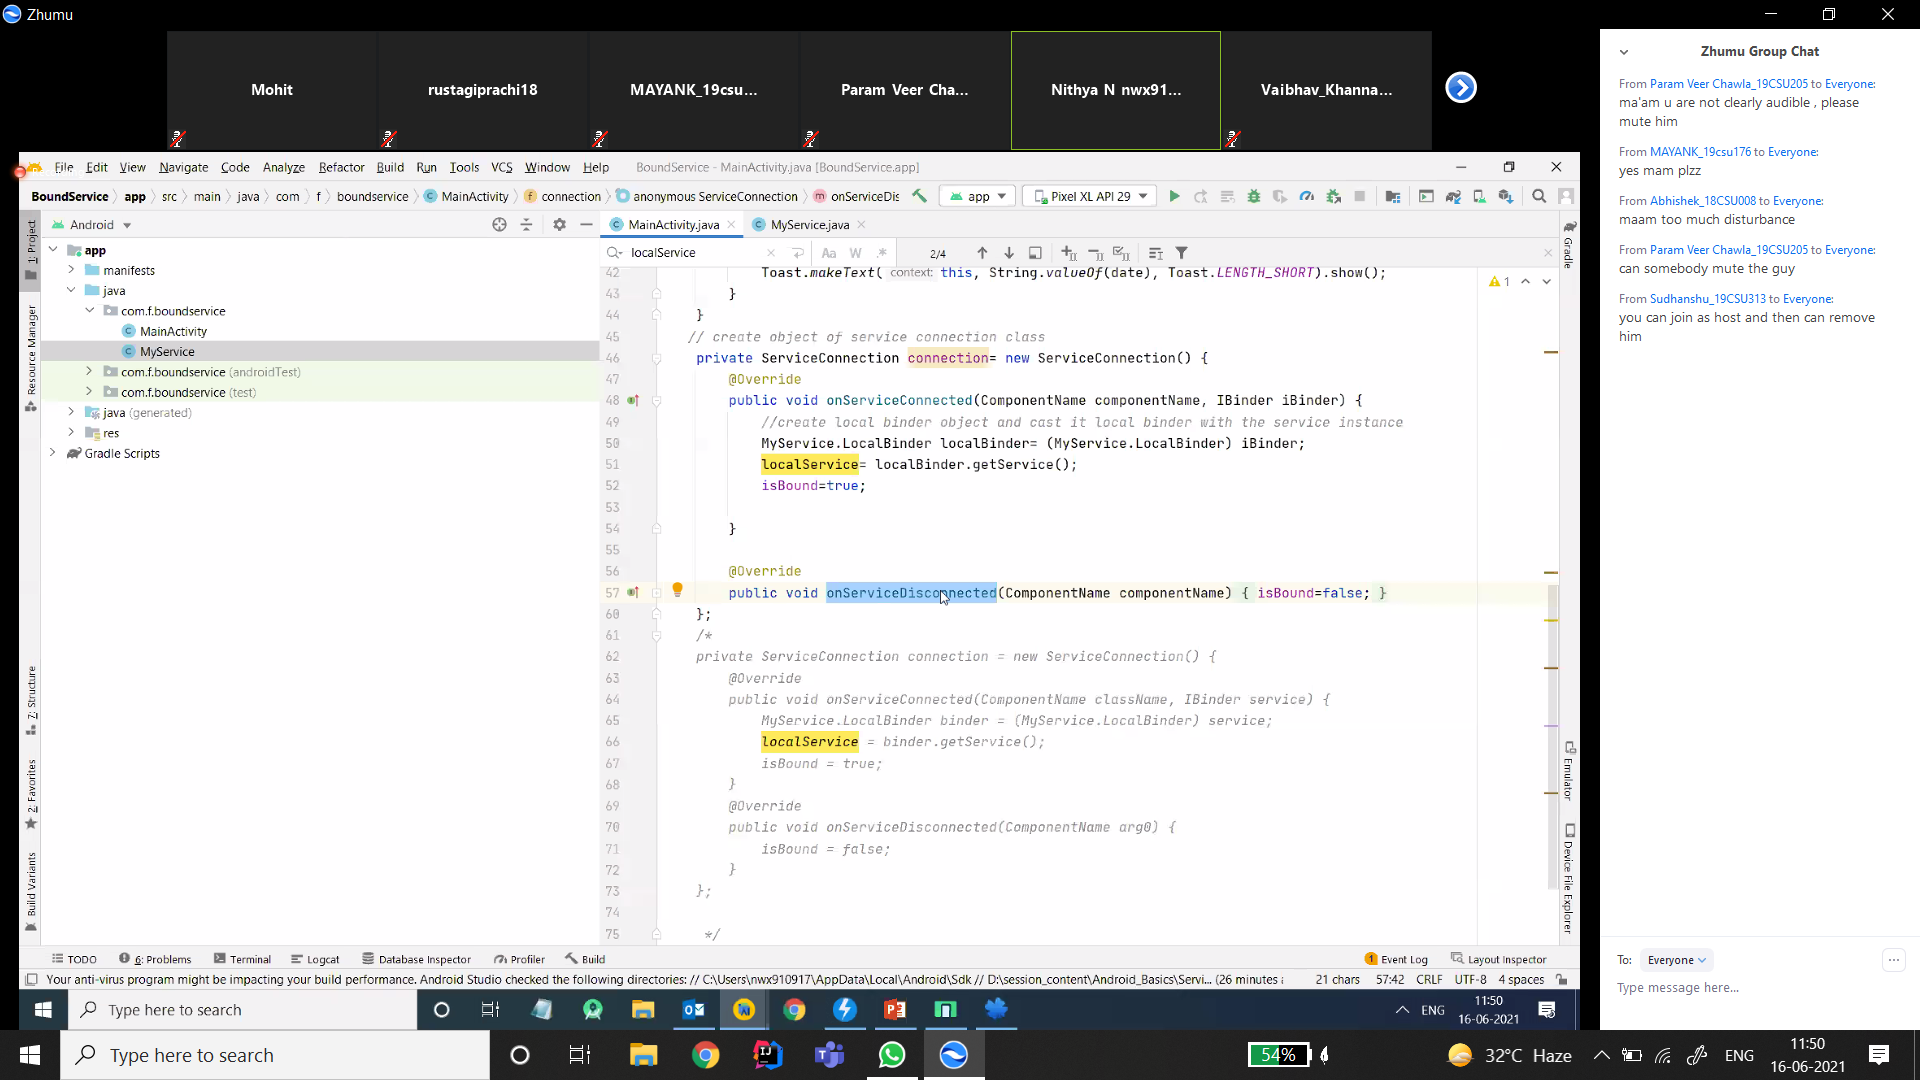 Zhumu
Mohit
rustagiprachi18
MAYANK_19csu...
Param Veer Cha...
Nithya N nwx91...
Vaibhav_Khanna...
File Edit View Navigate Code Analyze Refactor Build Run Tools VCS Window Help BoundService - MainActivity.java [BoundService.app]
BoundService app src main java com f boundservice MainActivity connection anonymous ServiceConnection onServiceDis app Pixel XL API 29
Android
MainActivity.java MyService.java
localService Aa W .* 2/4
1: Project
Resource Manager
7: Structure
2: Favorites
Build Variants
app
manifests
java
com.f.boundservice
MainActivity
MyService
com.f.boundservice (androidTest)
com.f.boundservice (test)
java (generated)
res
Gradle Scripts
1
42 Toast.makeText( context: this, String.valueOf(date), Toast.LENGTH_SHORT).show();
43 }
44 }
45 // create object of service connection class
46 private ServiceConnection connection= new ServiceConnection() {
47 @Override
48 public void onServiceConnected(ComponentName componentName, IBinder iBinder) {
49 //create local binder object and cast it local binder with the service instance
50 MyService.LocalBinder localBinder= (MyService.LocalBinder) iBinder;
51 localService= localBinder.getService();
52 isBound=true;
53
54 }
55
56 @Override
57 public void onServiceDisconnected(ComponentName componentName) { isBound=false; }
60 };
61 /*
62 private ServiceConnection connection = new ServiceConnection() {
63 @Override
64 public void onServiceConnected(ComponentName className, IBinder service) {
65 MyService.LocalBinder binder = (MyService.LocalBinder) service;
66 localService = binder.getService();
67 isBound = true;
68 }
69 @Override
70 public void onServiceDisconnected(ComponentName arg0) {
71 isBound = false;
72 }
73 };
74
75 */
Gradle
Emulator
Device File Explorer
TODO 6: Problems Terminal Logcat Database Inspector Profiler Build 1 Event Log Layout Inspector
Your anti-virus program might be impacting your build performance. Android Studio checked the following directories: // C:\Users\nwx910917\AppData\Local\Android\Sdk // D:\session_content\Android_Basics\Servi... (26 minutes 21 chars 57:42 CRLF UTF-8 4 spaces
Type here to search
ENG
11:50
16-06-2021
Zhumu Group Chat
From Param Veer Chawla_19CSU205 to Everyone:
ma'am u are not clearly audible , please
mute him
From MAYANK_19csu176 to Everyone:
yes mam plzz
From Abhishek_18CSU008 to Everyone:
maam too much disturbance
From Param Veer Chawla_19CSU205 to Everyone:
can somebody mute the guy
From Sudhanshu_19CSU313 to Everyone:
you can join as host and then can remove
him
To: Everyone
Type message here...
Type here to search
54%
32°C Haze
ENG
11:50
16-06-2021